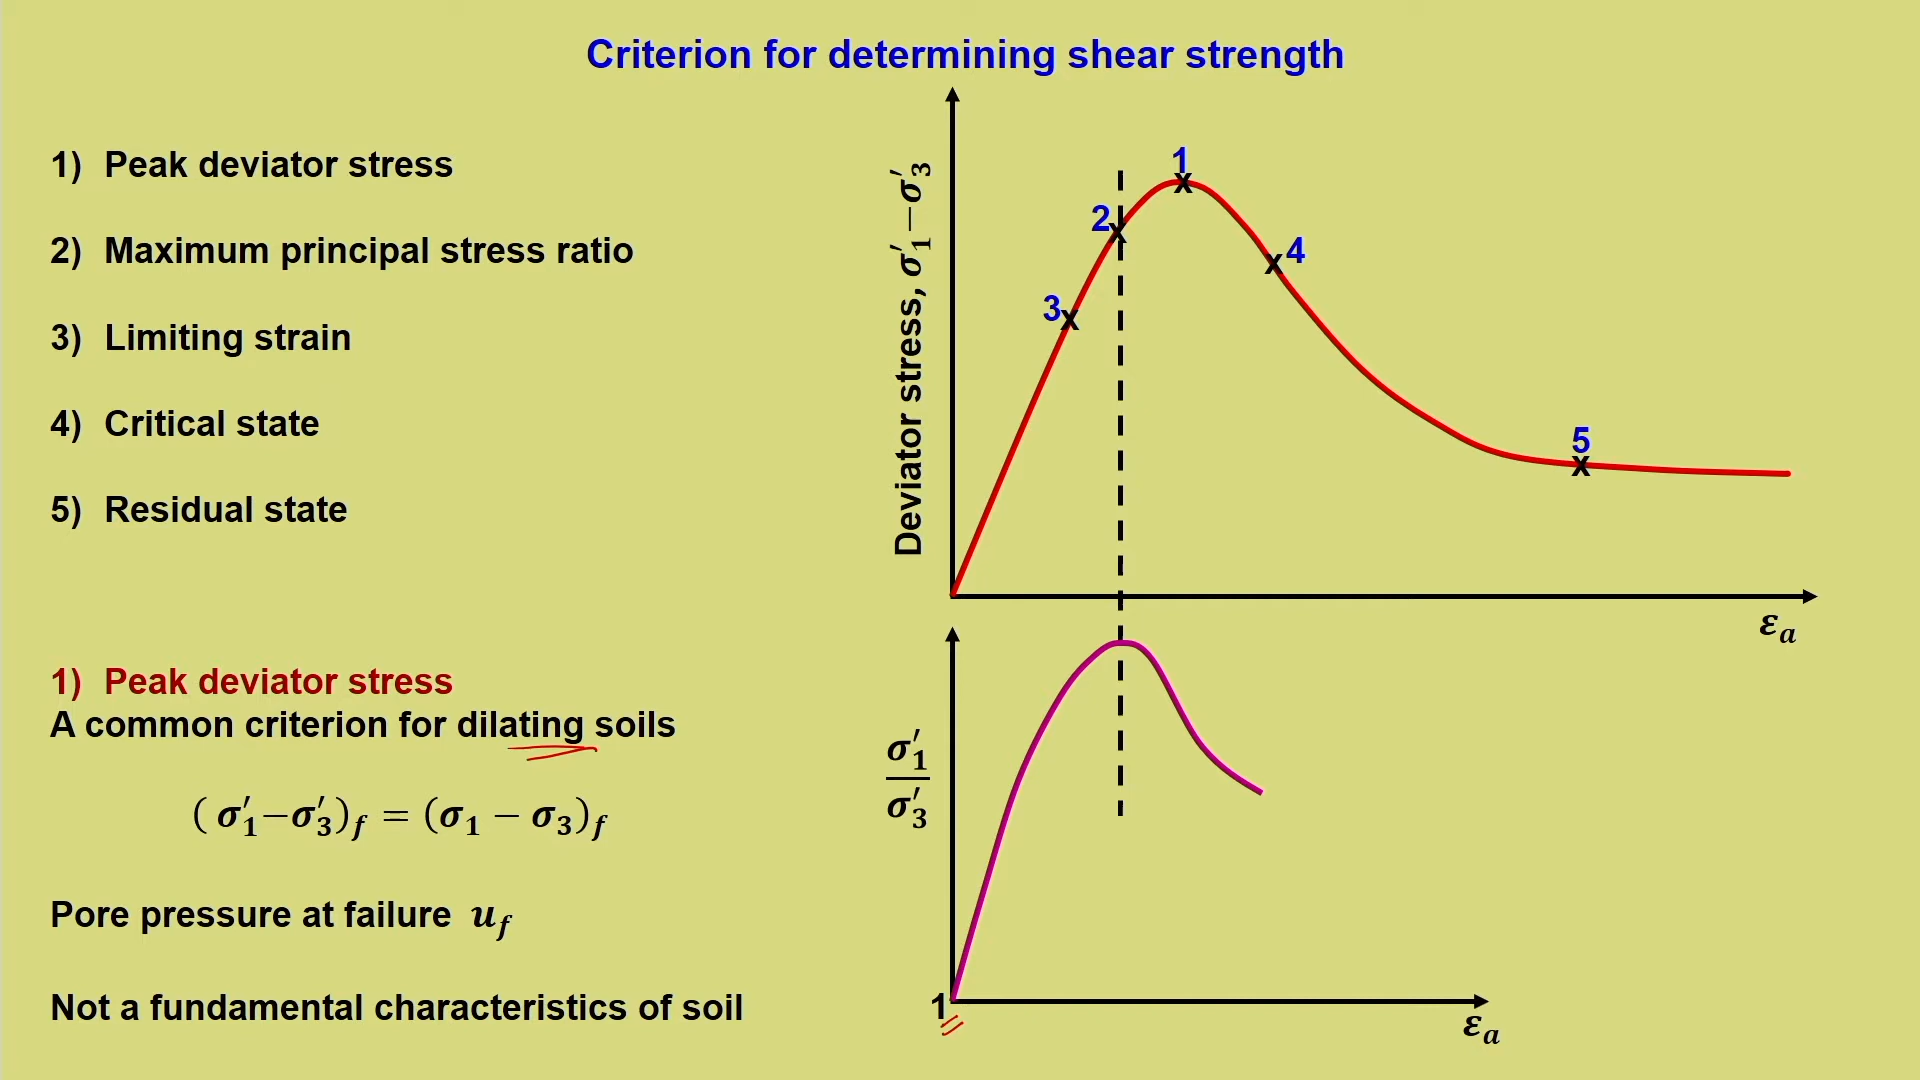 Criterion for determining shear strength
1) Peak deviator stress
2) Maximum principal stress ratio
3) Limiting strain
4) Critical state
5) Residual state
1) Peak deviator stress
A common criterion for dilating soils
(σ′₁−σ′₃)f = (σ₁ − σ₃)f
Pore pressure at failure uf
Not a fundamental characteristics of soil
Deviator stress, σ′₁−σ′₃
1
2
4
3
5
εa
σ′₁
σ′₃
1
εa